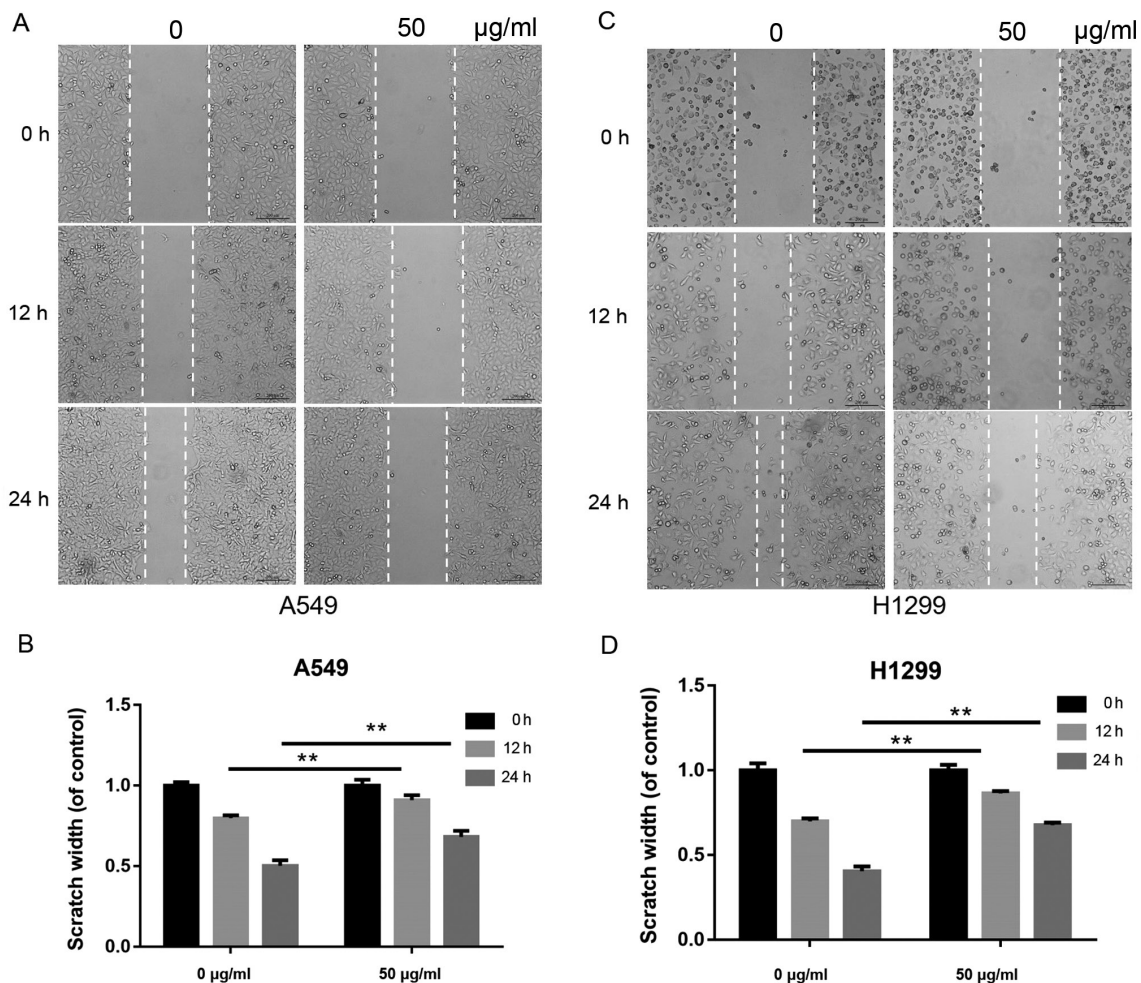 A
0
50
µg/ml
0 h
12 h
24 h
A549
C
0
50
µg/ml
0 h
12 h
24 h
H1299
B
A549
Scratch width (of control)
1.5
1.0
0.5
0.0
**
**
0 h
12 h
24 h
0 µg/ml
50 µg/ml
D
H1299
Scratch width (of control)
1.5
1.0
0.5
0.0
**
**
0 h
12 h
24 h
0 µg/ml
50 µg/ml